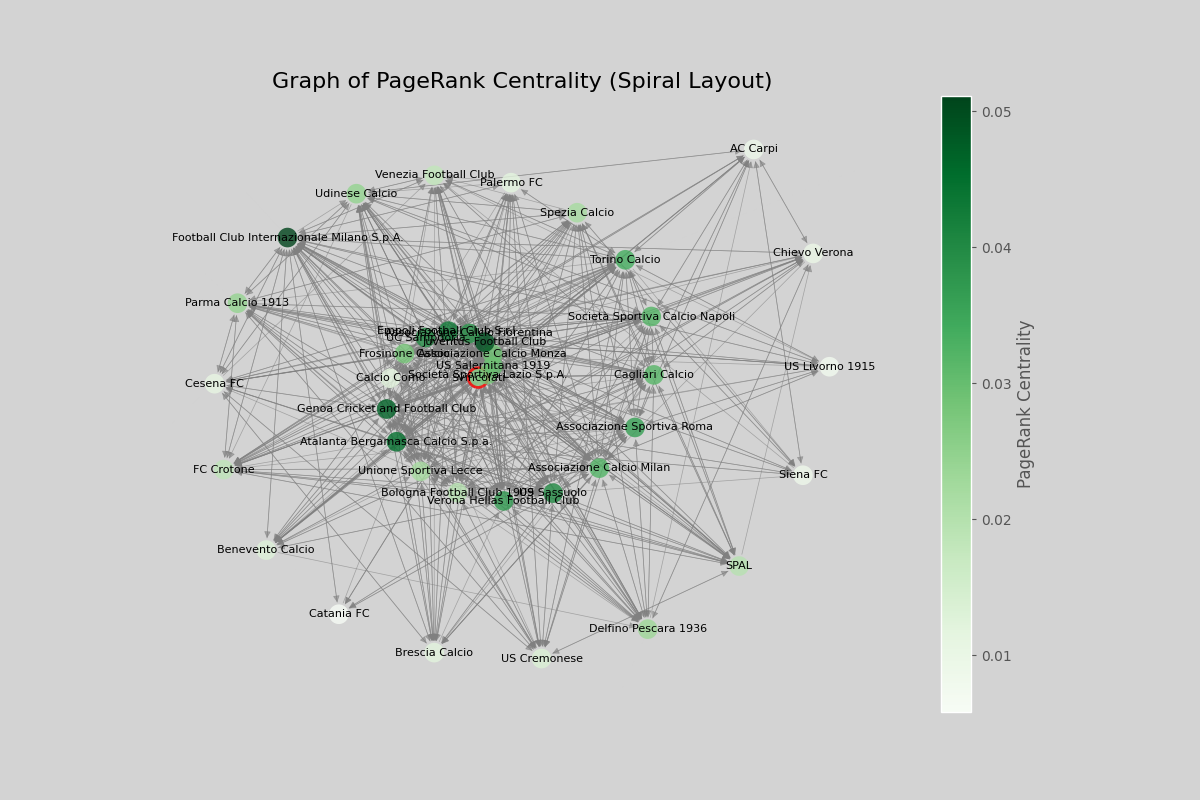 Graph of PageRank Centrality (Spiral Layout)
AC Carpi
Venezia Football Club
Palermo FC
Udinese Calcio
Spezia Calcio
Football Club Internazionale Milano S.p.A.
Chievo Verona
Torino Calcio
Parma Calcio 1913
Società Sportiva Calcio Napoli
Empoli Football Club S.r.l.
Associazione Calcio Fiorentina
UC Sampdoria
Juventus Football Club
Frosinone Calcio
Associazione Calcio Monza
US Salernitana 1919
US Livorno 1915
Società Sportiva Lazio S.p.A.
Svincolati
Calcio Como
Cagliari Calcio
Cesena FC
Genoa Cricket and Football Club
Associazione Sportiva Roma
Atalanta Bergamasca Calcio S.p.a.
FC Crotone
Unione Sportiva Lecce
Associazione Calcio Milan
Siena FC
Bologna Football Club 1909
US Sassuolo
Verona Hellas Football Club
Benevento Calcio
SPAL
Catania FC
Delfino Pescara 1936
Brescia Calcio
US Cremonese
0.05
0.04
0.03
0.02
0.01
PageRank Centrality